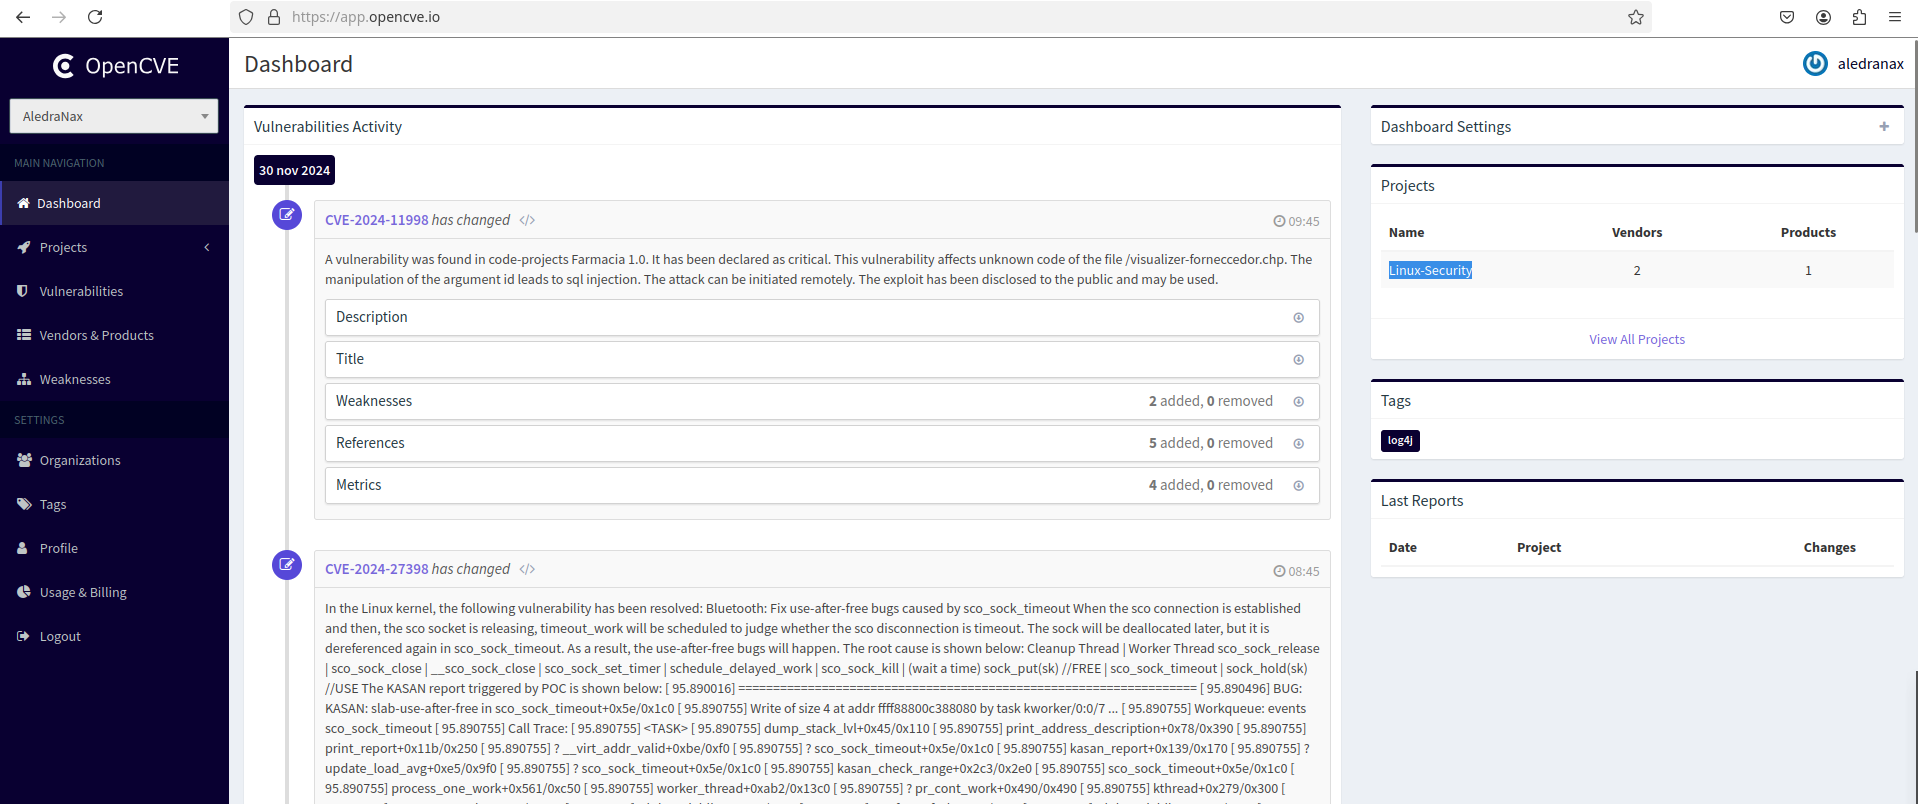 https://app.opencve.io
OpenCVE
AledraNax
MAIN NAVIGATION
Dashboard
Projects
Vulnerabilities
Vendors & Products
Weaknesses
SETTINGS
Organizations
Tags
Profile
Usage & Billing
Logout
Dashboard
aledranax
Vulnerabilities Activity
30 nov 2024
CVE-2024-11998 has changed </> 09:45
A vulnerability was found in code-projects Farmacia 1.0. It has been declared as critical. This vulnerability affects unknown code of the file /visualizer-forneccedor.chp. The
manipulation of the argument id leads to sql injection. The attack can be initiated remotely. The exploit has been disclosed to the public and may be used.
Description
Title
Weaknesses 2 added, 0 removed
References 5 added, 0 removed
Metrics 4 added, 0 removed
CVE-2024-27398 has changed </> 08:45
In the Linux kernel, the following vulnerability has been resolved: Bluetooth: Fix use-after-free bugs caused by sco_sock_timeout When the sco connection is established
and then, the sco socket is releasing, timeout_work will be scheduled to judge whether the sco disconnection is timeout. The sock will be deallocated later, but it is
dereferenced again in sco_sock_timeout. As a result, the use-after-free bugs will happen. The root cause is shown below: Cleanup Thread | Worker Thread sco_sock_release
| sco_sock_close | __sco_sock_close | sco_sock_set_timer | schedule_delayed_work | sco_sock_kill | (wait a time) sock_put(sk) //FREE | sco_sock_timeout | sock_hold(sk)
//USE The KASAN report triggered by POC is shown below: [ 95.890016] ================================================================== [ 95.890496] BUG:
KASAN: slab-use-after-free in sco_sock_timeout+0x5e/0x1c0 [ 95.890755] Write of size 4 at addr ffff88800c388080 by task kworker/0:0/7 ... [ 95.890755] Workqueue: events
sco_sock_timeout [ 95.890755] Call Trace: [ 95.890755] <TASK> [ 95.890755] dump_stack_lvl+0x45/0x110 [ 95.890755] print_address_description+0x78/0x390 [ 95.890755]
print_report+0x11b/0x250 [ 95.890755] ? __virt_addr_valid+0xbe/0xf0 [ 95.890755] ? sco_sock_timeout+0x5e/0x1c0 [ 95.890755] kasan_report+0x139/0x170 [ 95.890755] ?
update_load_avg+0xe5/0x9f0 [ 95.890755] ? sco_sock_timeout+0x5e/0x1c0 [ 95.890755] kasan_check_range+0x2c3/0x2e0 [ 95.890755] sco_sock_timeout+0x5e/0x1c0 [
95.890755] process_one_work+0x561/0xc50 [ 95.890755] worker_thread+0xab2/0x13c0 [ 95.890755] ? pr_cont_work+0x490/0x490 [ 95.890755] kthread+0x279/0x300 [
Dashboard Settings
Projects
Name Vendors Products
Linux-Security 2 1
View All Projects
Tags
log4j
Last Reports
Date Project Changes